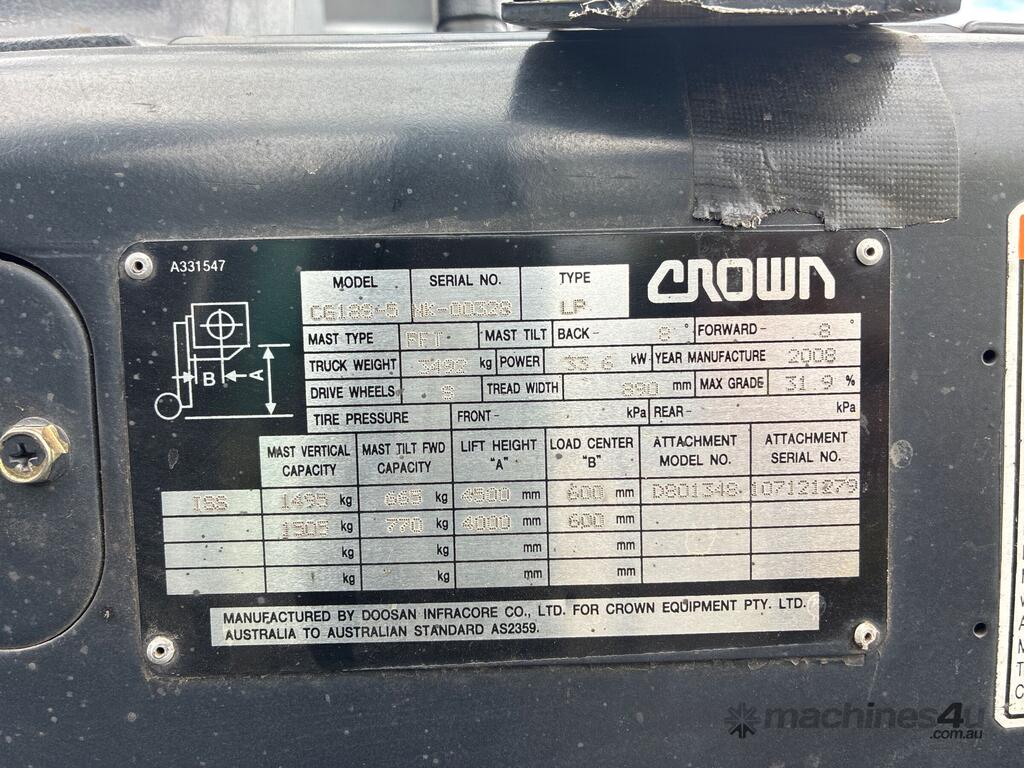 A331547
MODEL SERIAL NO. TYPE CROWN
LP
MAST TYPE FFT MAST TILT BACK- 8° FORWARD- 8°
TRUCK WEIGHT 3492 kg POWER 33 6 kW YEAR MANUFACTURE 2008
DRIVE WHEELS S TREAD WIDTH 890 mm MAX GRADE 31 9 %
TIRE PRESSURE FRONT- kPa REAR- kPa
B A
MAST VERTICAL CAPACITY MAST TILT FWD CAPACITY LIFT HEIGHT "A" LOAD CENTER "B" ATTACHMENT MODEL NO. ATTACHMENT SERIAL NO.
ISS 1495 kg 665 kg 4500 mm 600 mm D801348 107121279
1505 kg 770 kg 4000 mm 600 mm
kg kg mm mm
kg kg mm mm
MANUFACTURED BY DOOSAN INFRACORE CO., LTD. FOR CROWN EQUIPMENT PTY. LTD.
AUSTRALIA TO AUSTRALIAN STANDARD AS2359.
machines4u
.com.au